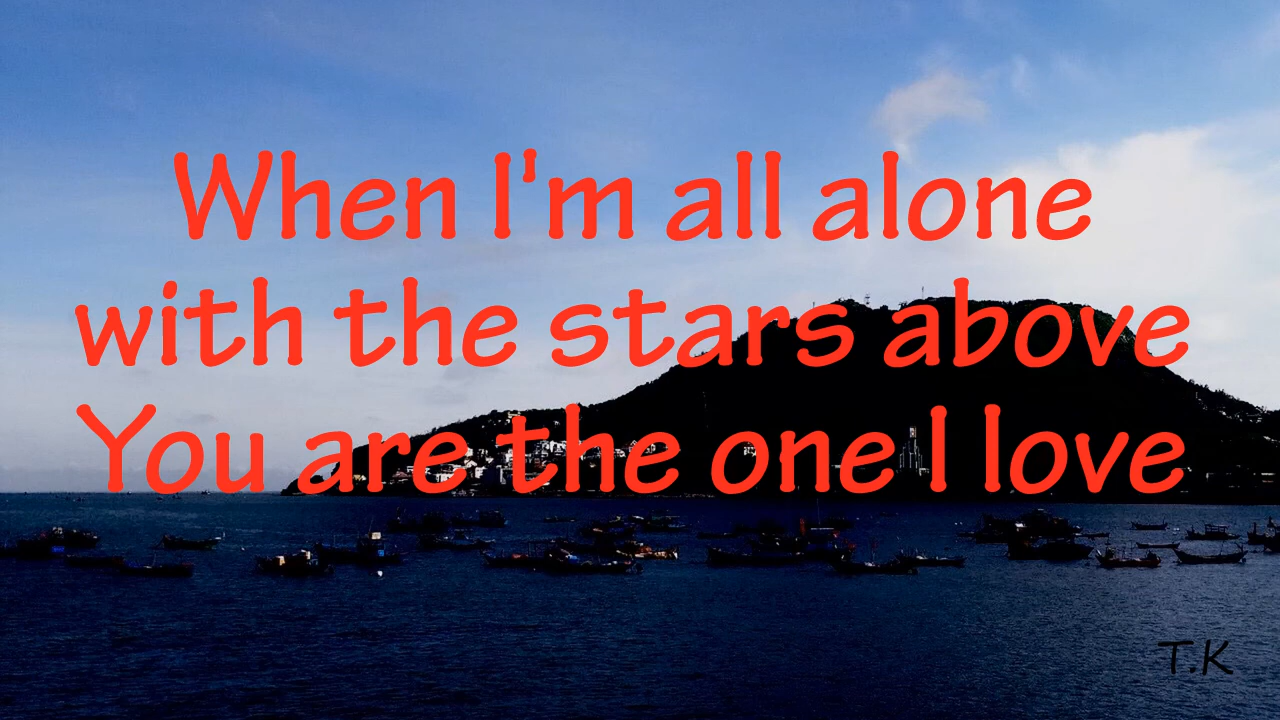 When I'm all alone
with the stars above
You are the one I love
T.K